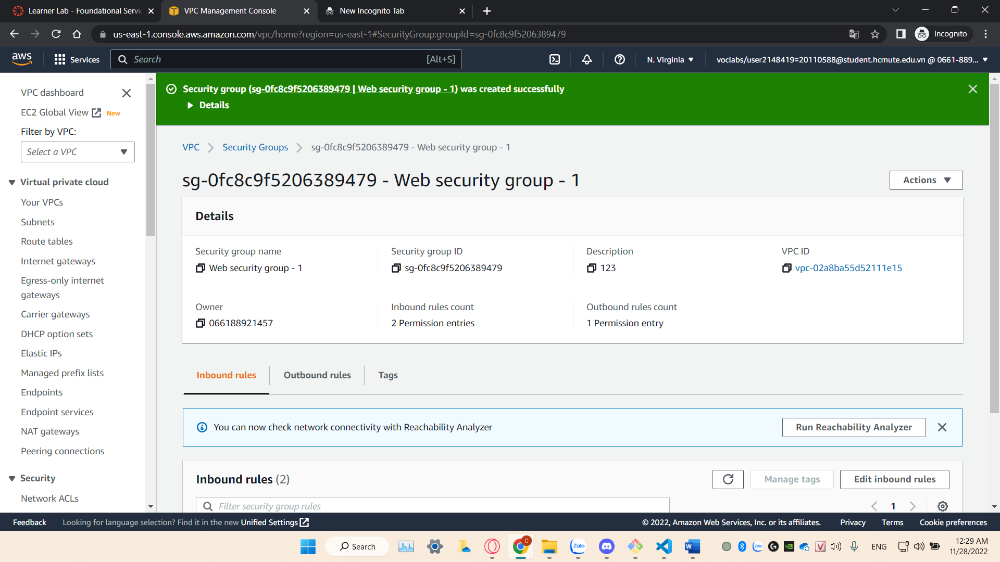 Learner Lab - Foundational Servic
VPC Management Console
New Incognito Tab
us-east-1.console.aws.amazon.com/vpc/home?region=us-east-1#SecurityGroup:groupId=sg-0fc8c9f5206389479
Incognito
aws
Services
Search
[Alt+S]
N. Virginia
voclabs/user2148419=20110588@student.hcmute.edu.vn @ 0661-889...
VPC dashboard
EC2 Global View New
Filter by VPC:
Select a VPC
Virtual private cloud
Your VPCs
Subnets
Route tables
Internet gateways
Egress-only internet
gateways
Carrier gateways
DHCP option sets
Elastic IPs
Managed prefix lists
Endpoints
Endpoint services
NAT gateways
Peering connections
Security
Network ACLs
Security group (sg-0fc8c9f5206389479 | Web security group - 1) was created successfully
Details
VPC
Security Groups
sg-0fc8c9f5206389479 - Web security group - 1
sg-0fc8c9f5206389479 - Web security group - 1
Actions
Details
Security group name
Web security group - 1
Security group ID
sg-0fc8c9f5206389479
Description
123
VPC ID
vpc-02a8ba55d52111e15
Owner
066188921457
Inbound rules count
2 Permission entries
Outbound rules count
1 Permission entry
Inbound rules
Outbound rules
Tags
You can now check network connectivity with Reachability Analyzer
Run Reachability Analyzer
Inbound rules (2)
Manage tags
Edit inbound rules
Filter security group rules
1
Feedback
Looking for language selection? Find it in the new Unified Settings
© 2022, Amazon Web Services, Inc. or its affiliates.
Privacy
Terms
Cookie preferences
Search
C
Zalo
W
Zalo
V
ENG
12:29 AM
11/28/2022